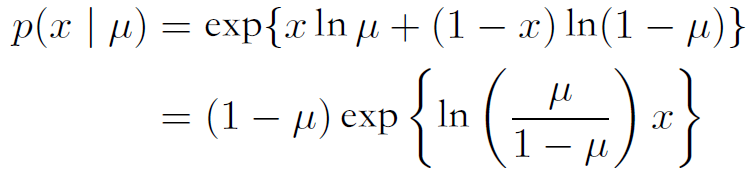 p(x | μ) = exp{x ln μ + (1 − x) ln(1 − μ)}
= (1 − μ) exp { ln ( μ / (1 − μ) ) x }